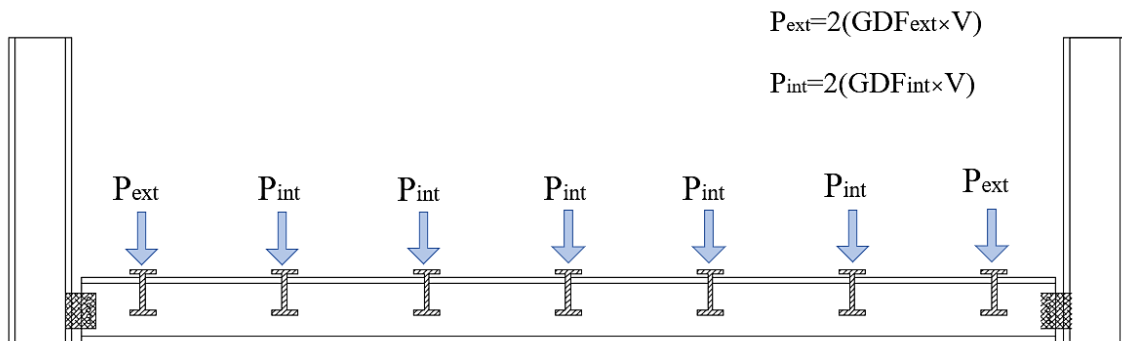 Pext=2(GDFext×V)
Pint=2(GDFint×V)
Pext Pint Pint Pint Pint Pint Pext